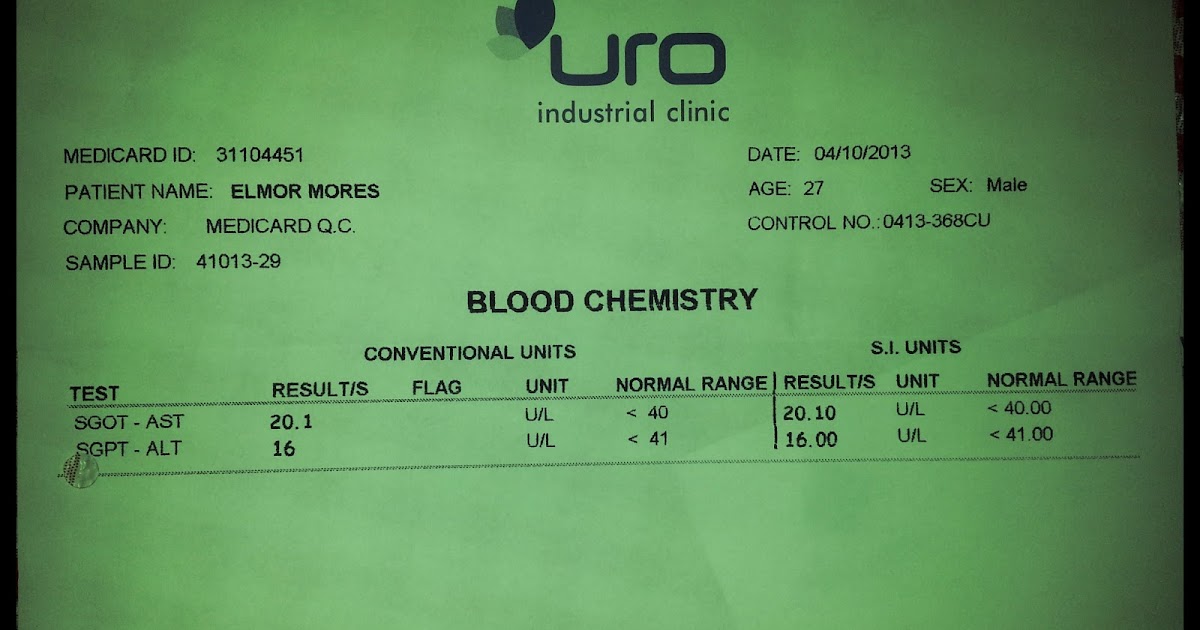 uro
industrial clinic
MEDICARD ID: 31104451 DATE: 04/10/2013
PATIENT NAME: ELMOR MORES AGE: 27 SEX: Male
COMPANY: MEDICARD Q.C. CONTROL NO.:0413-368CU
SAMPLE ID: 41013-29
BLOOD CHEMISTRY
CONVENTIONAL UNITS S.I. UNITS
TEST RESULT/S FLAG UNIT NORMAL RANGE RESULT/S UNIT NORMAL RANGE
SGOT - AST 20.1 U/L < 40 20.10 U/L < 40.00
SGPT - ALT 16 U/L < 41 16.00 U/L < 41.00